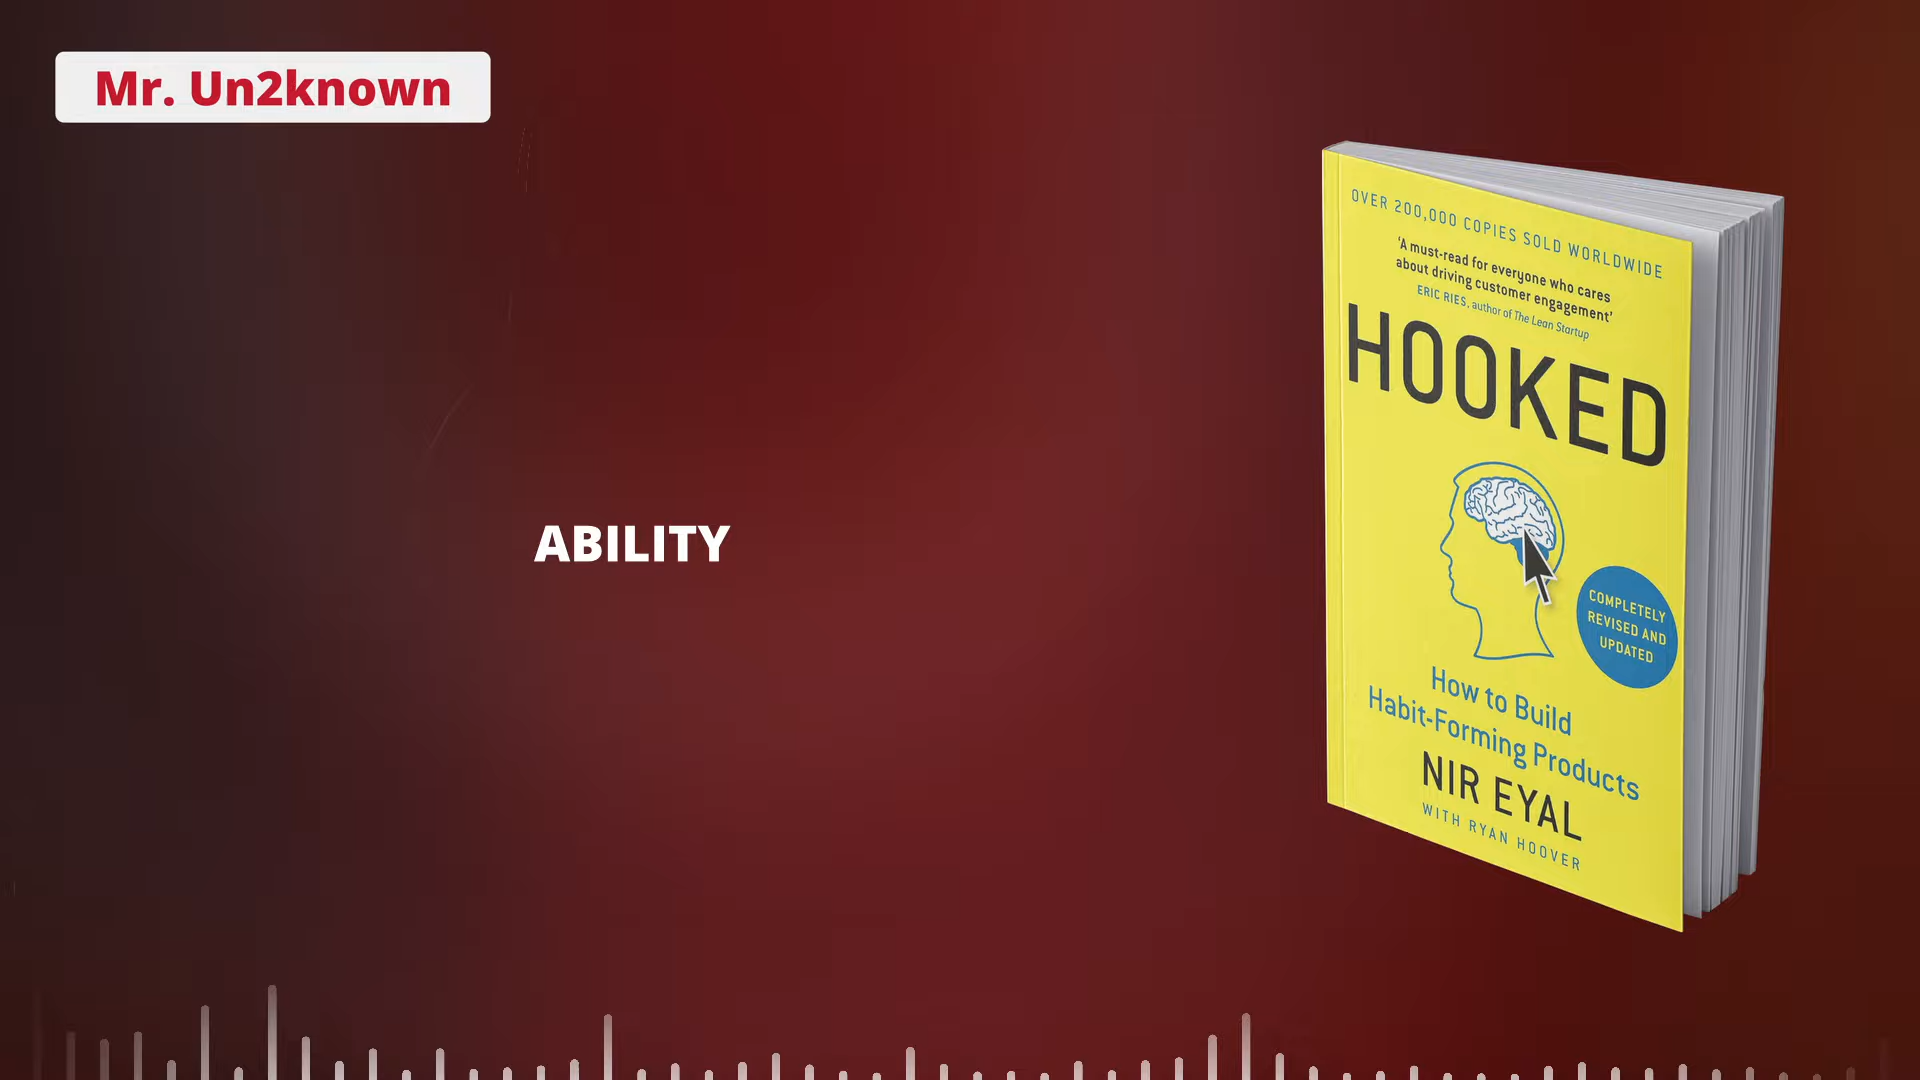 Mr. Un2known
ABILITY
OVER 200,000 COPIES SOLD WORLDWIDE
'A must-read for everyone who cares
about driving customer engagement'
ERIC RIES, author of The Lean Startup
HOOKED
COMPLETELY
REVISED AND
UPDATED
How to Build
Habit-Forming Products
NIR EYAL
WITH RYAN HOOVER